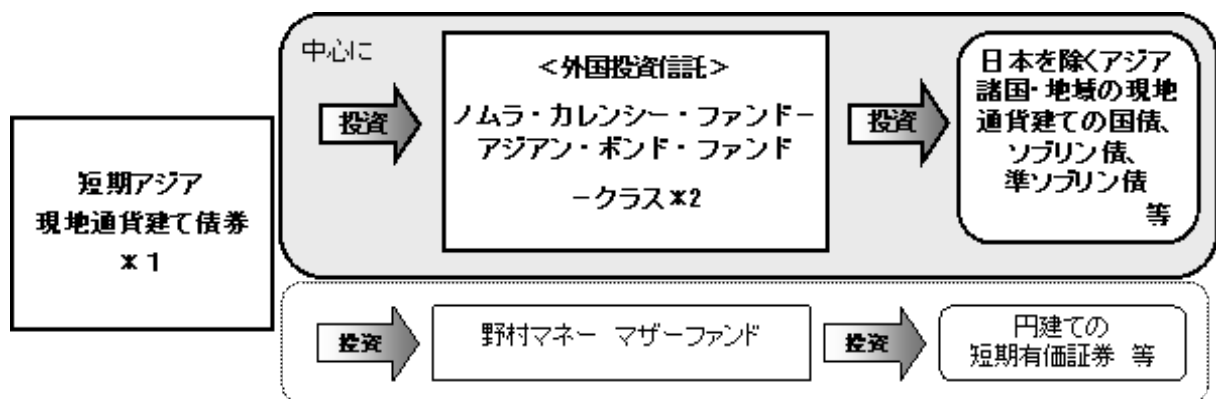 中心に
短期アジア
現地通貨建て債券
*1
投資
<外国投資信託>
ノムラ・カレンシー・ファンド－
アジアン・ボンド・ファンド
－クラス*2
投資
日本を除くアジア
諸国・地域の現地
通貨建ての国債、
ソブリン債、
準ソブリン債
等
投資
野村マネー マザーファンド
投資
円建ての
短期有価証券 等